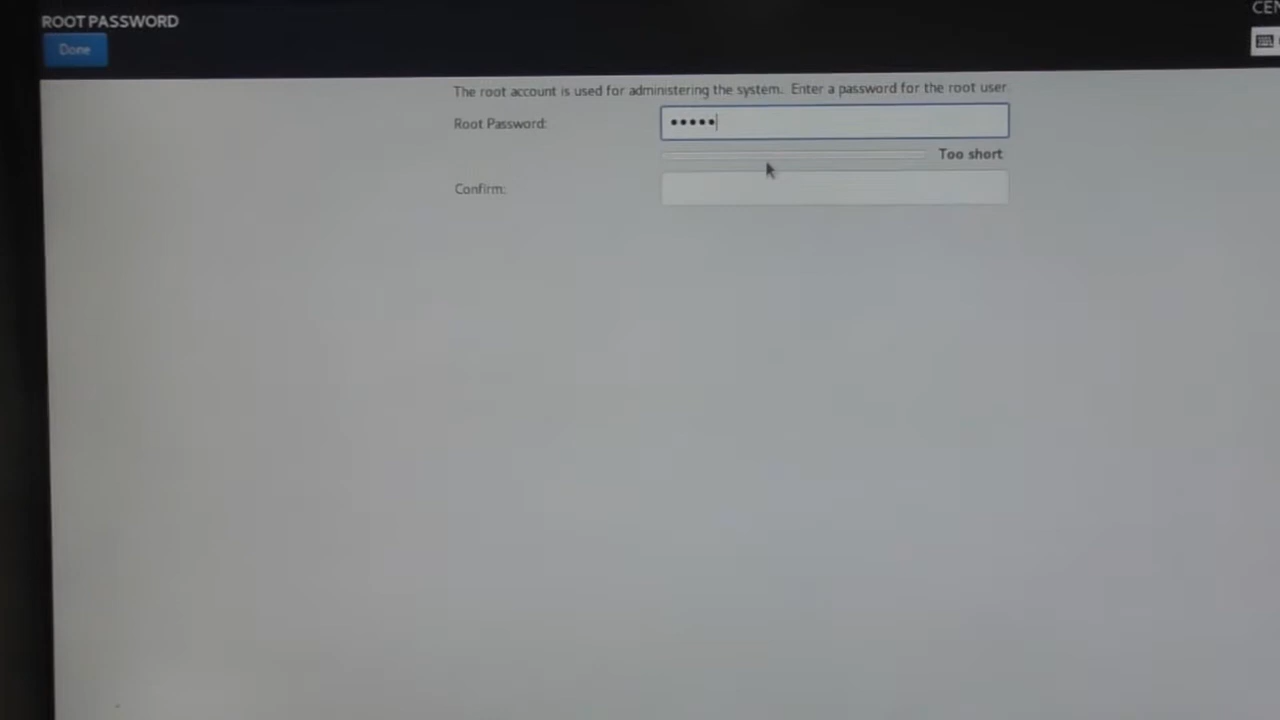 ROOT PASSWORD
CEN
Done
The root account is used for administering the system. Enter a password for the root user.
Root Password:
•••••
Too short
Confirm: